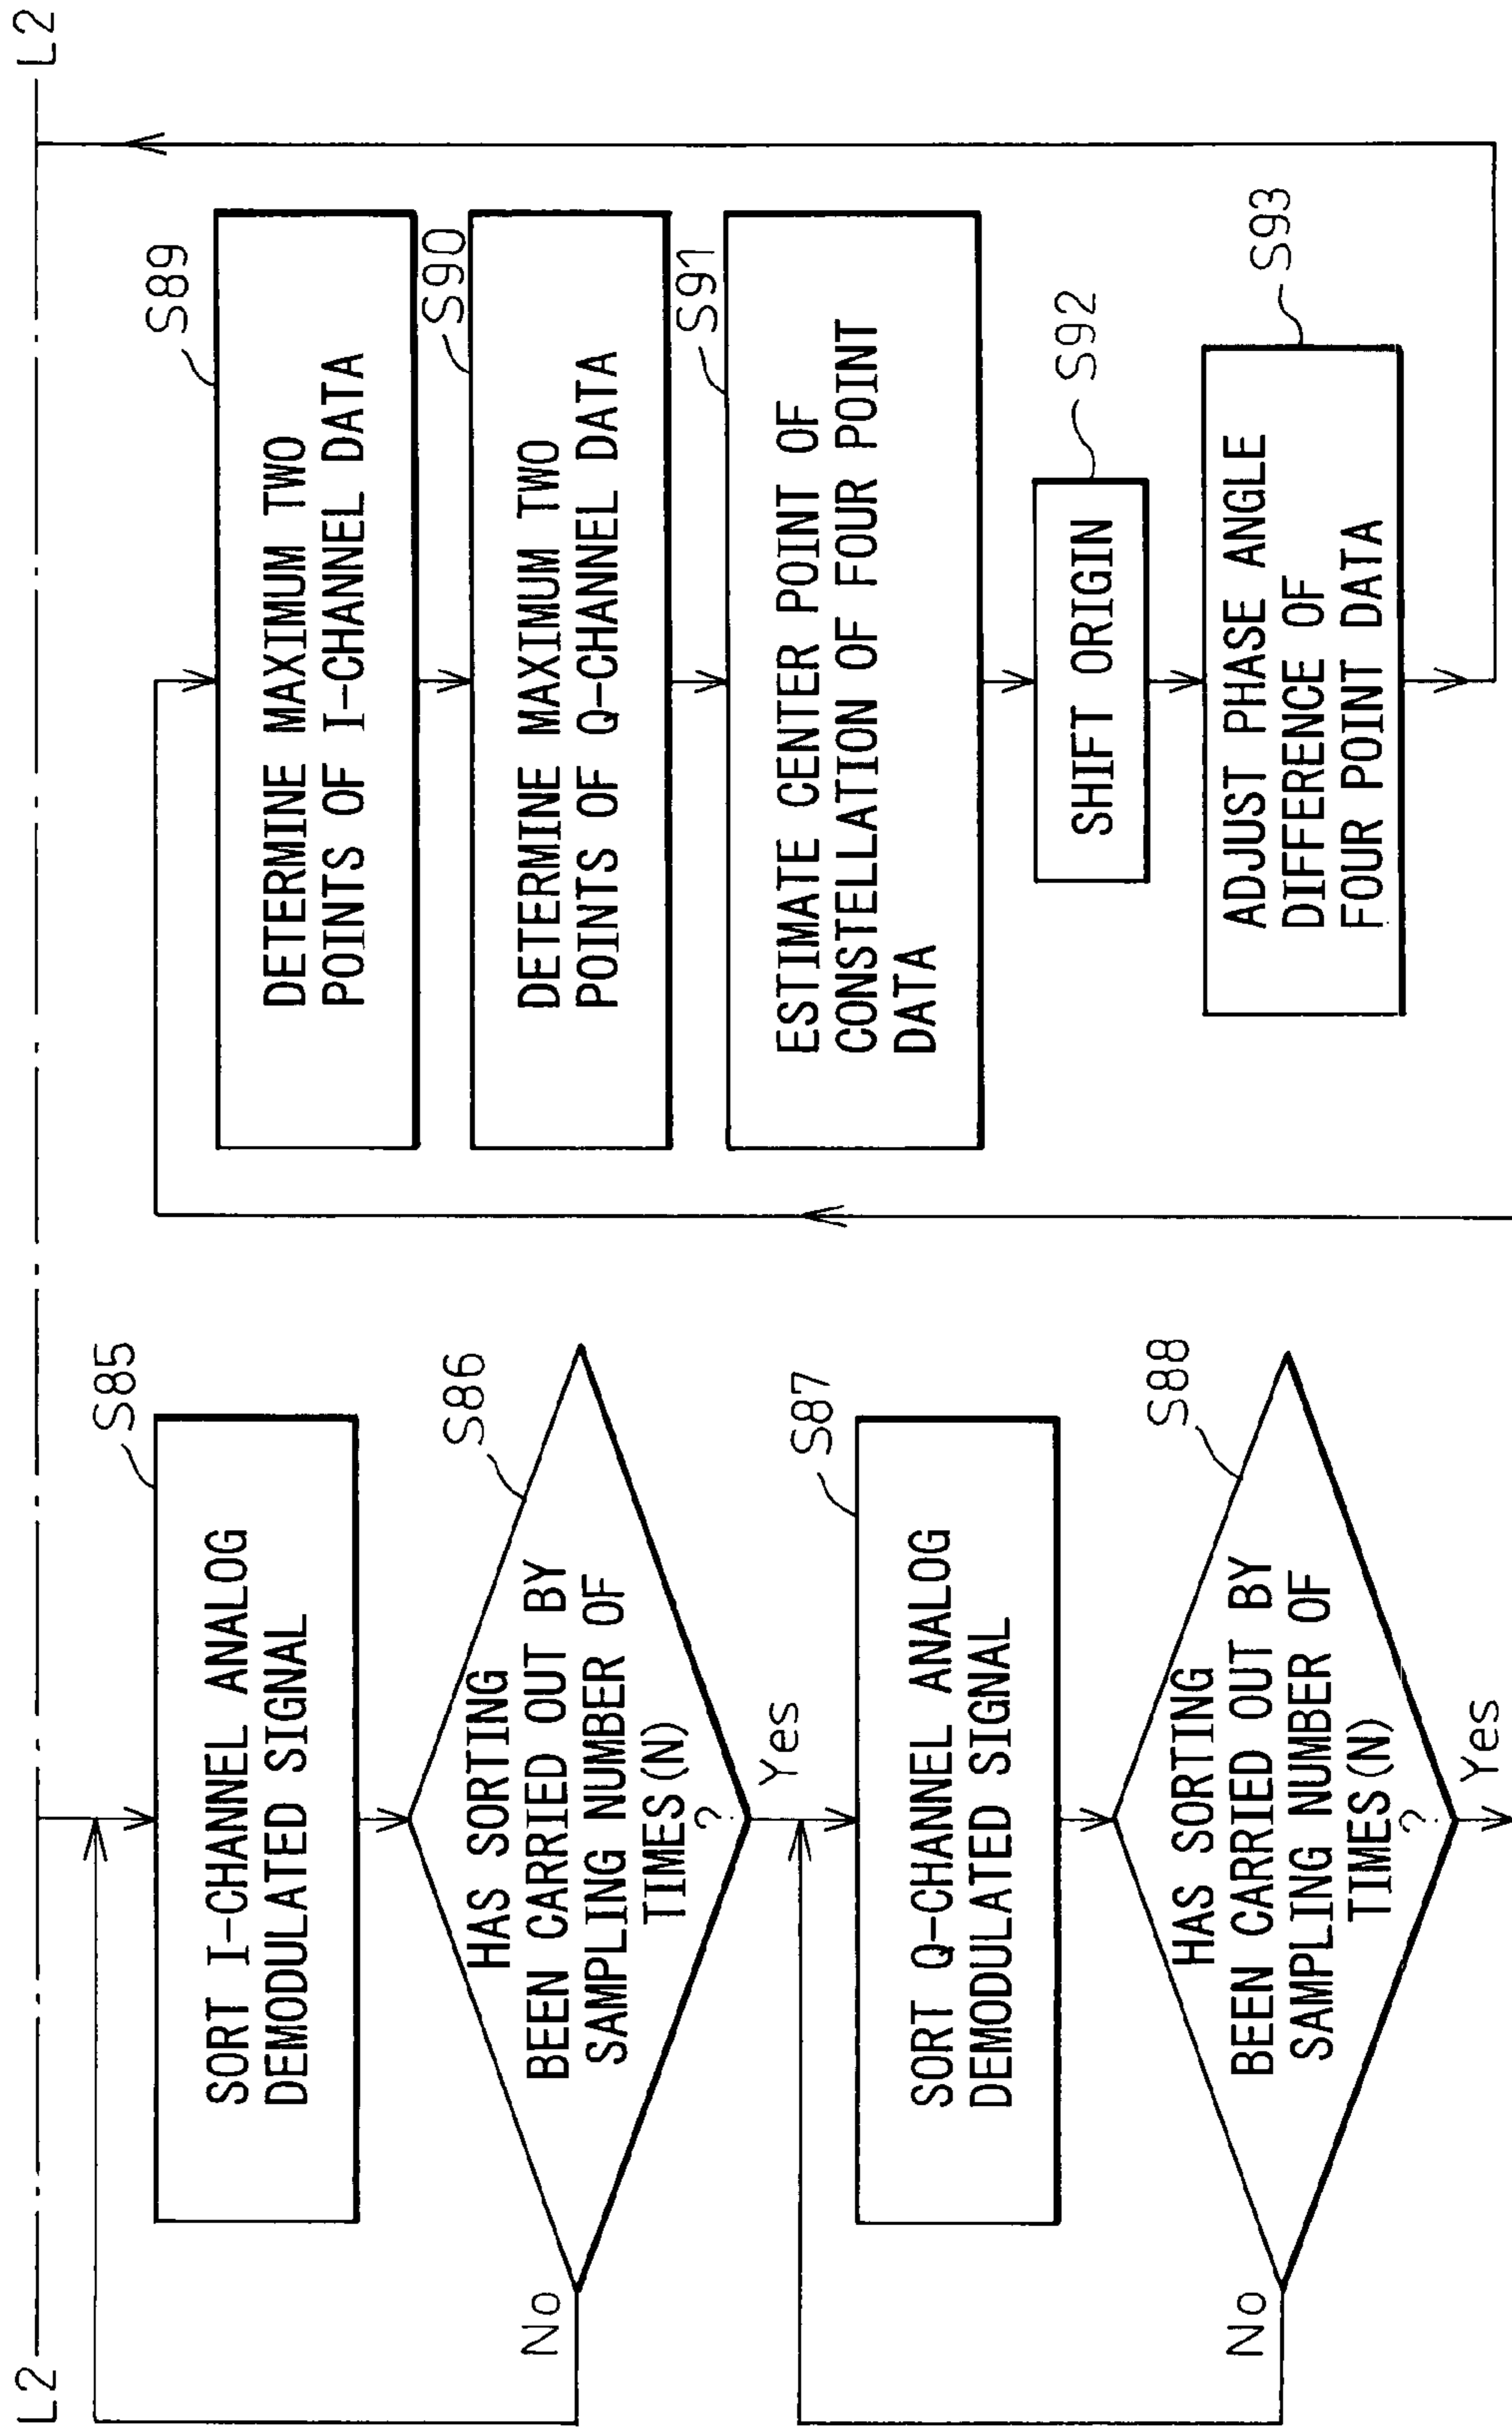 L2
L2
S85
SORT I-CHANNEL ANALOG
DEMODULATED SIGNAL
S86
HAS SORTING
BEEN CARRIED OUT BY
SAMPLING NUMBER OF
TIMES(N)
?
No
Yes
S87
SORT Q-CHANNEL ANALOG
DEMODULATED SIGNAL
S88
HAS SORTING
BEEN CARRIED OUT BY
SAMPLING NUMBER OF
TIMES(N)
?
No
Yes
S89
DETERMINE MAXIMUM TWO
POINTS OF I-CHANNEL DATA
S90
DETERMINE MAXIMUM TWO
POINTS OF Q-CHANNEL DATA
S91
ESTIMATE CENTER POINT OF
CONSTELLATION OF FOUR POINT
DATA
S92
SHIFT ORIGIN
S93
ADJUST PHASE ANGLE
DIFFERENCE OF
FOUR POINT DATA